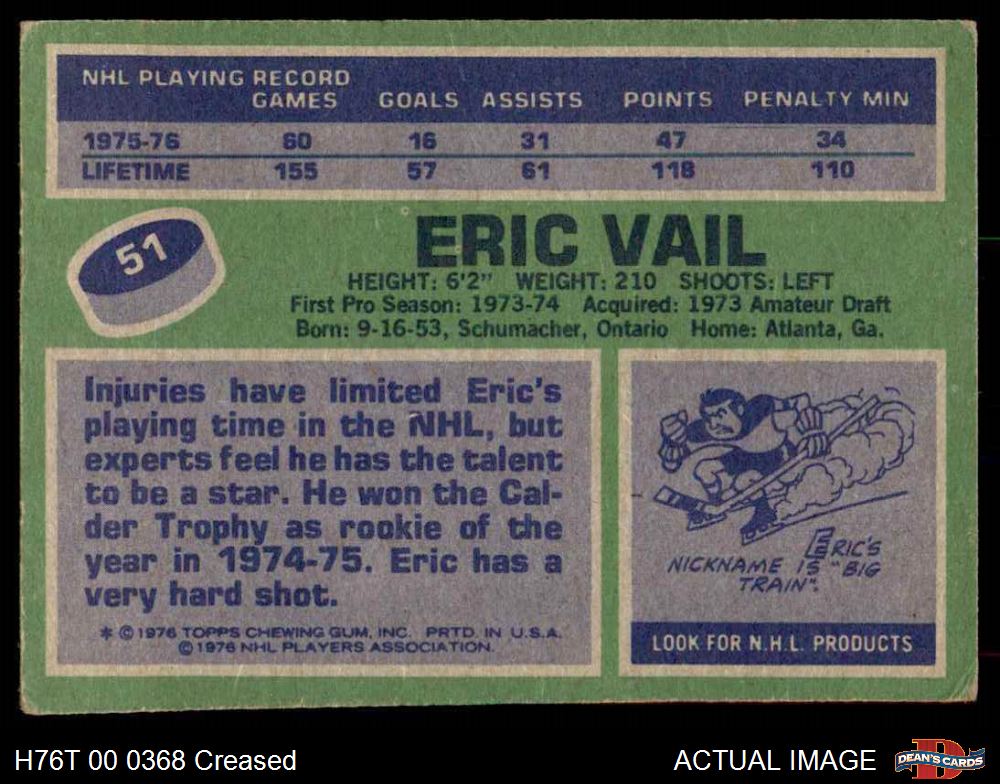 NHL PLAYING RECORD
GAMES GOALS ASSISTS POINTS PENALTY MIN
1975-76 60 16 31 47 34
LIFETIME 155 57 61 118 110
51
ERIC VAIL
HEIGHT: 6'2" WEIGHT: 210 SHOOTS: LEFT
First Pro Season: 1973-74 Acquired: 1973 Amateur Draft
Born: 9-16-53, Schumacher, Ontario Home: Atlanta, Ga.
Injuries have limited Eric's
playing time in the NHL, but
experts feel he has the talent
to be a star. He won the Cal-
der Trophy as rookie of the
year in 1974-75. Eric has a
very hard shot.
* © 1976 TOPPS CHEWING GUM, INC. PRTD. IN U.S.A.
© 1976 NHL PLAYERS ASSOCIATION.
ERIC'S
NICKNAME IS "BIG
TRAIN".
LOOK FOR N.H.L. PRODUCTS
H76T 00 0368 Creased
ACTUAL IMAGE
D
DEAN'S CARDS